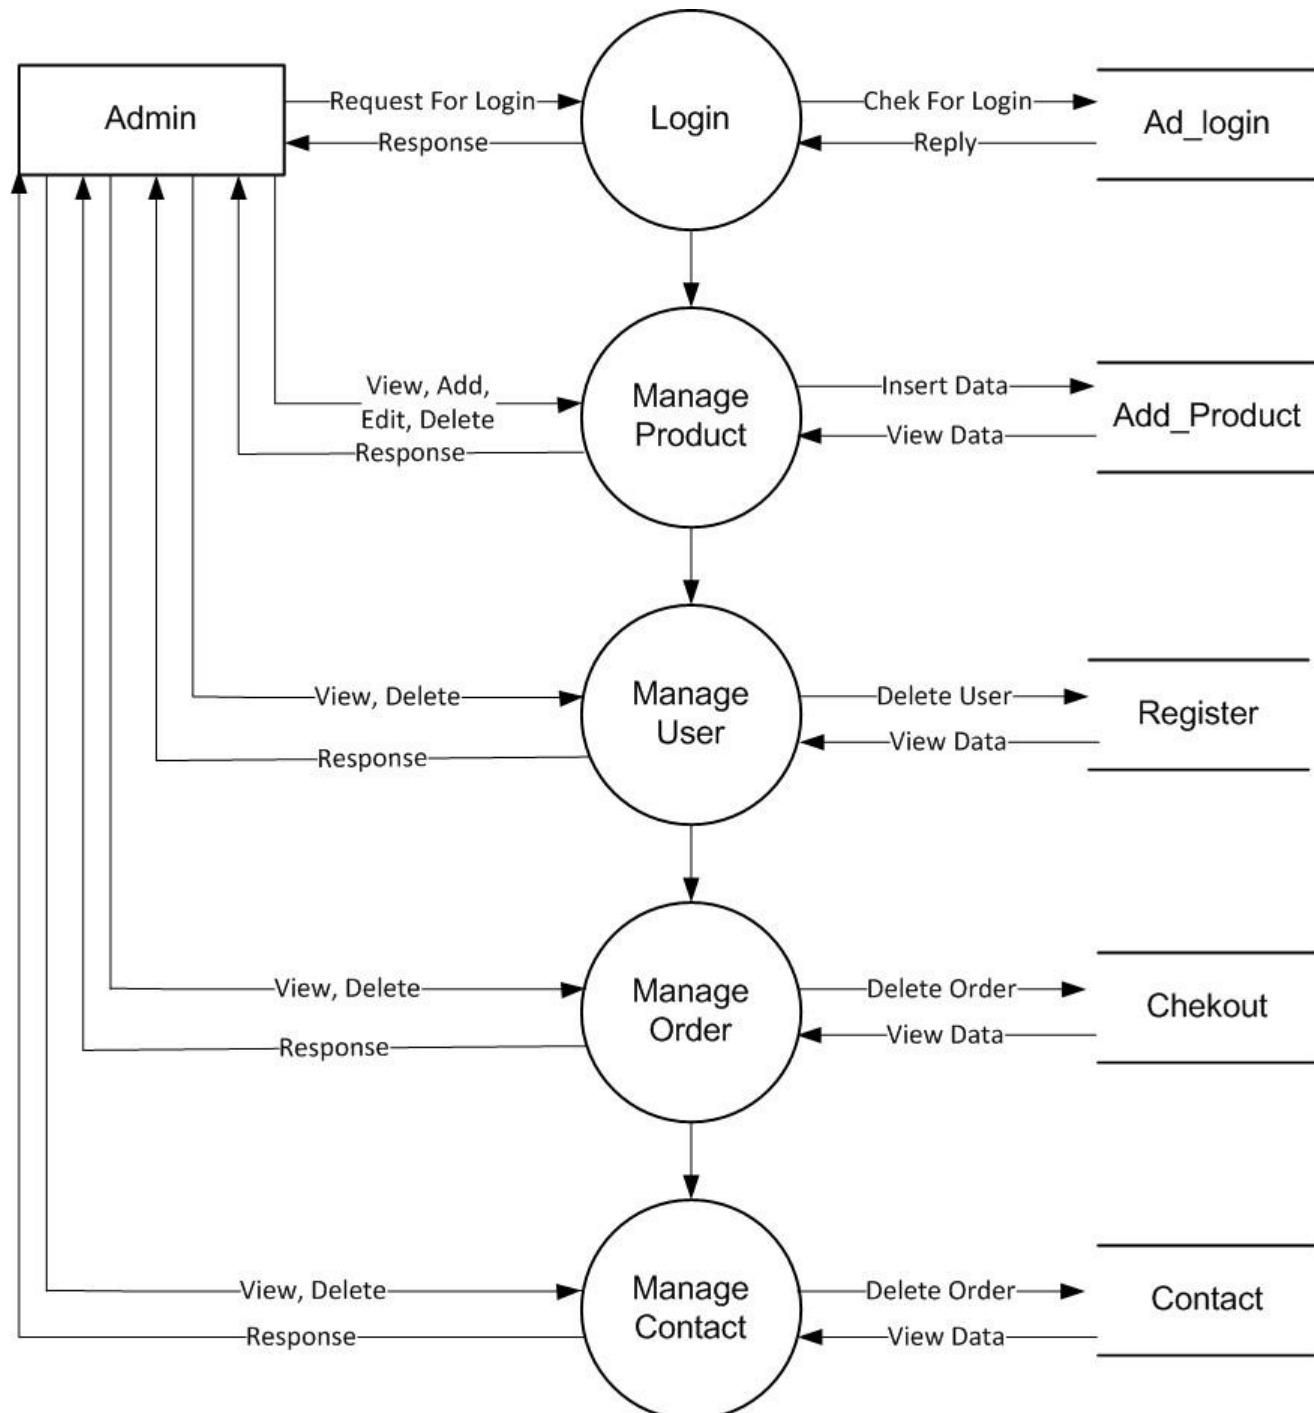 Admin
Request For Login
Response
Login
Chek For Login
Reply
Ad_login
View, Add,
Edit, Delete
Response
Manage
Product
Insert Data
View Data
Add_Product
View, Delete
Response
Manage
User
Delete User
View Data
Register
View, Delete
Response
Manage
Order
Delete Order
View Data
Chekout
View, Delete
Response
Manage
Contact
Delete Order
View Data
Contact